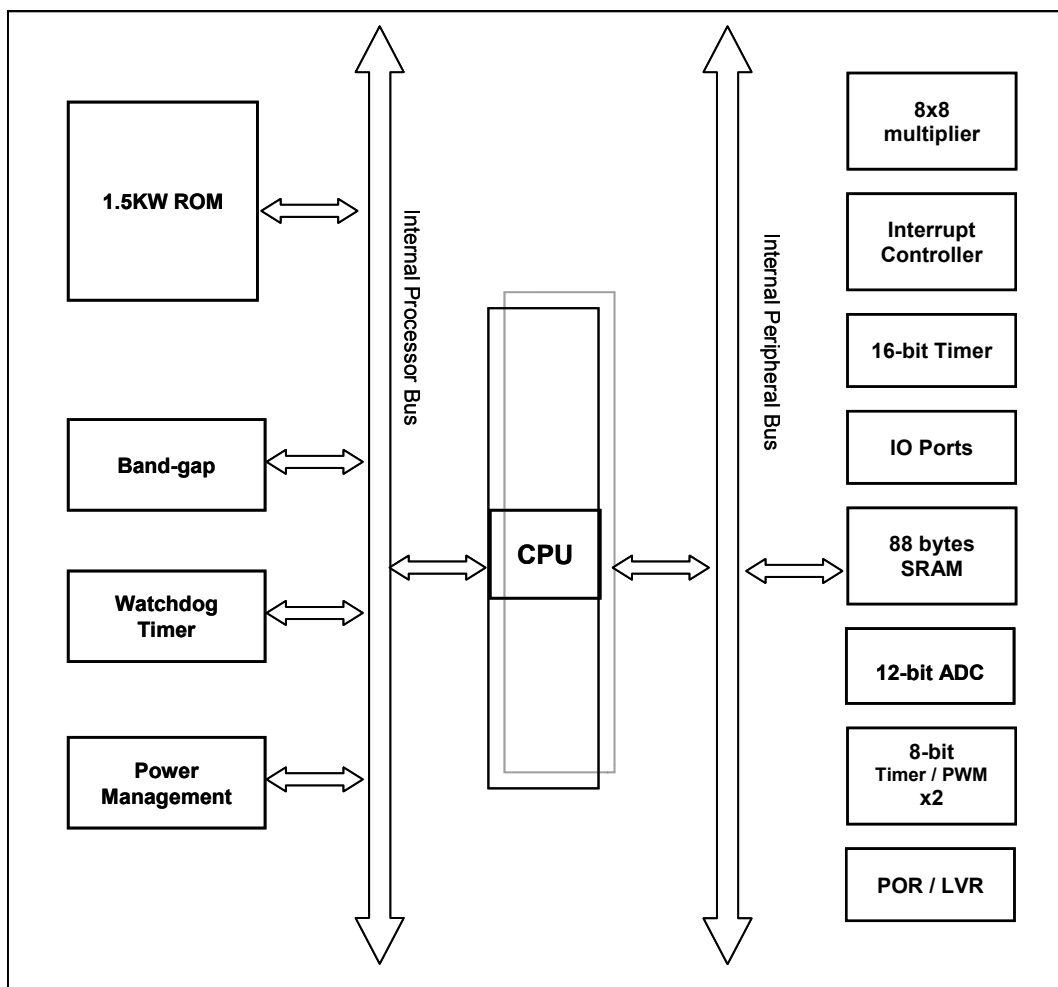 1.5KW ROM
Band-gap
Watchdog
Timer
Power
Management
Internal Processor Bus
CPU
Internal Peripheral Bus
8x8
multiplier
Interrupt
Controller
16-bit Timer
IO Ports
88 bytes
SRAM
12-bit ADC
8-bit
Timer / PWM
x2
POR / LVR